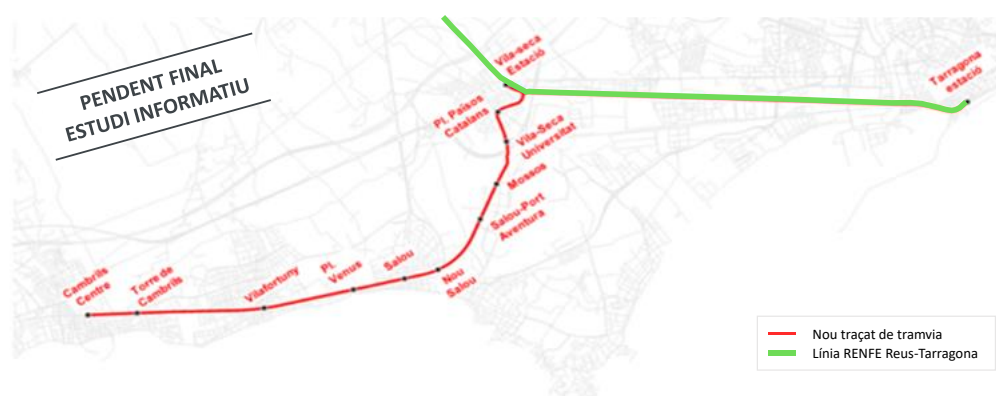 PENDENT FINAL
ESTUDI INFORMATIU
Vila-seca
Estació
Tarragona
estació
Pl. Països
Catalans
Vila-Seca
Universitat
Mossos
Salou-Port
Aventura
Nou
Salou
Salou
Pl.
Venus
Vilafortuny
Torre de
Cambrils
Cambrils
Centre
Nou traçat de tramvia
Línia RENFE Reus-Tarragona